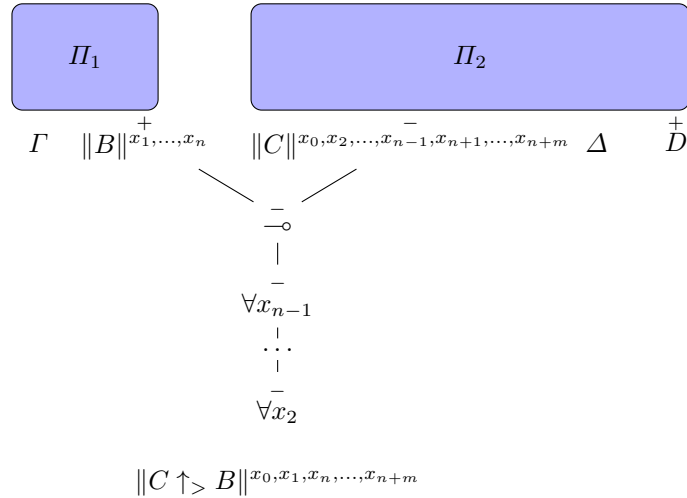 Π₁ Π₂
Γ ‖B‖⁺^{x₁,…,xₙ} ‖C‖⁻^{x₀,x₂,…,xₙ₋₁,xₙ₊₁,…,xₙ₊ₘ} Δ D⁺
⊸⁻
∀⁻xₙ₋₁
⋯
∀⁻x₂
‖C ↑_> B‖^{x₀,x₁,xₙ,…,xₙ₊ₘ}